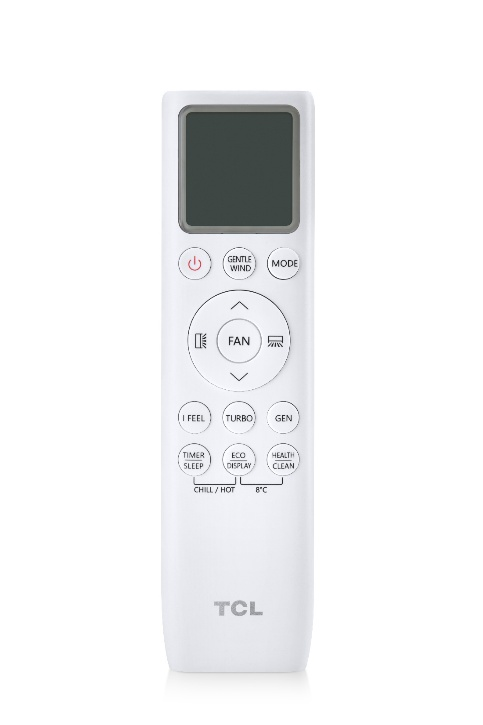 GENTLE
WIND
MODE
FAN
I FEEL
TURBO
GEN
TIMER
SLEEP
ECO
DISPLAY
HEALTH
CLEAN
CHILL / HOT
8°C
TCL